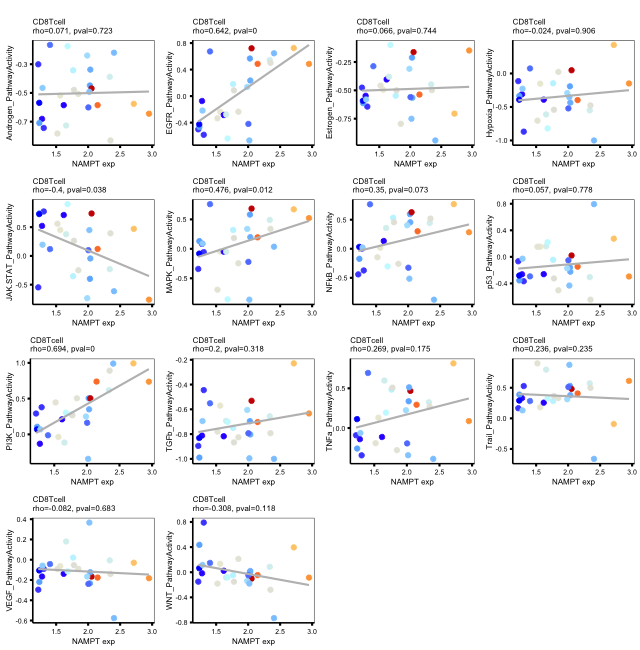 CD8Tcell
rho=0.071, pval=0.723
Androgen_PathwayActivity
-0.3
-0.5
-0.7
1.5 2.0 2.5 3.0
NAMPT exp
CD8Tcell
rho=0.642, pval=0
EGFR_PathwayActivity
0.8
0.4
0.0
-0.4
1.5 2.0 2.5 3.0
NAMPT exp
CD8Tcell
rho=0.066, pval=0.744
Estrogen_PathwayActivity
-0.25
-0.50
-0.75
1.5 2.0 2.5 3.0
NAMPT exp
CD8Tcell
rho=-0.024, pval=0.906
Hypoxia_PathwayActivity
0.0
-0.5
-1.0
1.5 2.0 2.5 3.0
NAMPT exp
CD8Tcell
rho=-0.4, pval=0.038
JAK.STAT_PathwayActivity
0.5
0.0
-0.5
1.5 2.0 2.5 3.0
NAMPT exp
CD8Tcell
rho=0.476, pval=0.012
MAPK_PathwayActivity
0.5
0.0
-0.5
1.5 2.0 2.5 3.0
NAMPT exp
CD8Tcell
rho=0.35, pval=0.073
NFkB_PathwayActivity
0.5
0.0
-0.5
1.5 2.0 2.5 3.0
NAMPT exp
CD8Tcell
rho=0.057, pval=0.778
p53_PathwayActivity
0.8
0.4
0.0
-0.4
1.5 2.0 2.5 3.0
NAMPT exp
CD8Tcell
rho=0.694, pval=0
PI3K_PathwayActivity
1.0
0.5
0.0
1.5 2.0 2.5 3.0
NAMPT exp
CD8Tcell
rho=0.2, pval=0.318
TGFb_PathwayActivity
-0.2
-0.4
-0.6
-0.8
-1.0
1.5 2.0 2.5 3.0
NAMPT exp
CD8Tcell
rho=0.269, pval=0.175
TNFa_PathwayActivity
0.5
0.0
1.5 2.0 2.5 3.0
NAMPT exp
CD8Tcell
rho=0.236, pval=0.235
Trail_PathwayActivity
0.5
0.0
-0.5
1.5 2.0 2.5 3.0
NAMPT exp
CD8Tcell
rho=-0.082, pval=0.683
VEGF_PathwayActivity
0.4
0.2
0.0
-0.2
-0.4
-0.6
1.5 2.0 2.5 3.0
NAMPT exp
CD8Tcell
rho=-0.308, pval=0.118
WNT_PathwayActivity
0.8
0.4
0.0
-0.4
-0.8
1.5 2.0 2.5 3.0
NAMPT exp